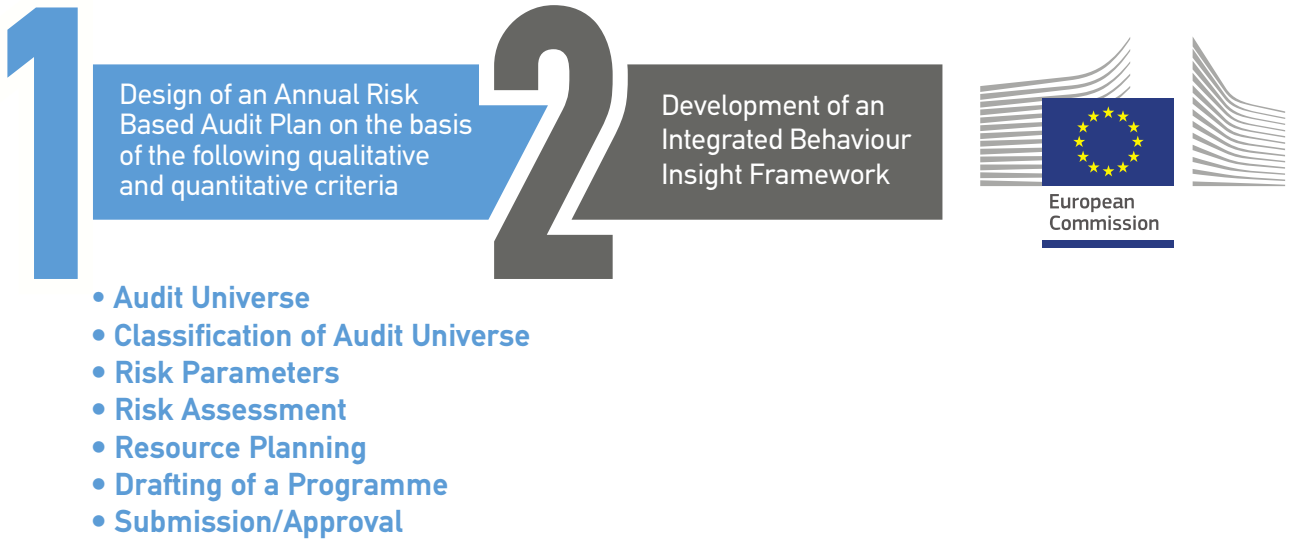 1
Design of an Annual Risk
Based Audit Plan on the basis
of the following qualitative
and quantitative criteria
2
Development of an
Integrated Behaviour
Insight Framework
European
Commission
• Audit Universe
• Classification of Audit Universe
• Risk Parameters
• Risk Assessment
• Resource Planning
• Drafting of a Programme
• Submission/Approval